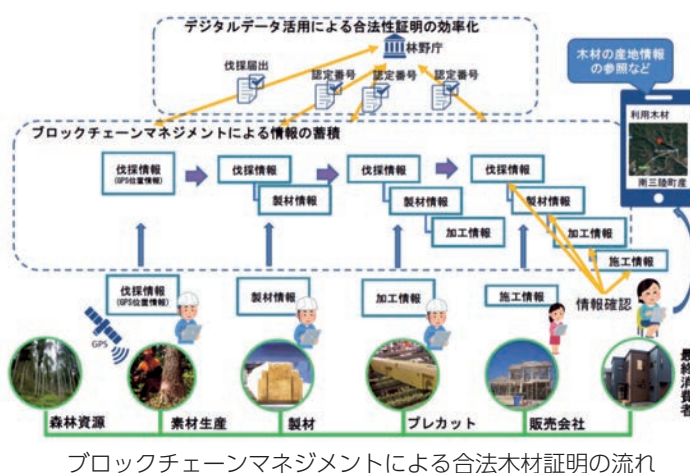 デジタルデータ活用による合法性証明の効率化
林野庁
伐採届出
認定番号
認定番号
認定番号
木材の産地情報
の参照など
利用木材
南三陸町産
ブロックチェーンマネジメントによる情報の蓄積
伐採情報
(GPS位置情報)
伐採情報
製材情報
伐採情報
製材情報
加工情報
伐採情報
製材情報
加工情報
施工情報
伐採情報
(GPS位置情報)
製材情報
加工情報
施工情報
情報確認
GPS
森林資源
素材生産
製材
プレカット
販売会社
最終消費者
ブロックチェーンマネジメントによる合法木材証明の流れ